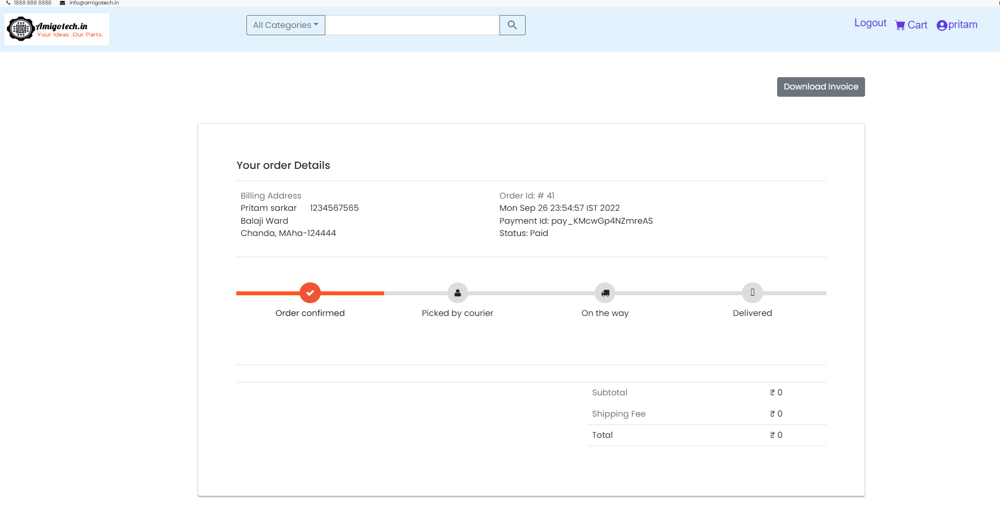 1888 888 8888 info@amigotech.in
Amigotech.in
Your Ideas ,Our Parts.
All Categories
Logout Cart pritam
Download Invoice
Your order Details
Billing Address
Pritam sarkar 1234567565
Balaji Ward
Chanda, MAha-124444
Order Id: # 41
Mon Sep 26 23:54:57 IST 2022
Payment Id: pay_KMcwGp4NZmreAS
Status: Paid
Order confirmed Picked by courier On the way Delivered
Subtotal ₹ 0
Shipping Fee ₹ 0
Total ₹ 0